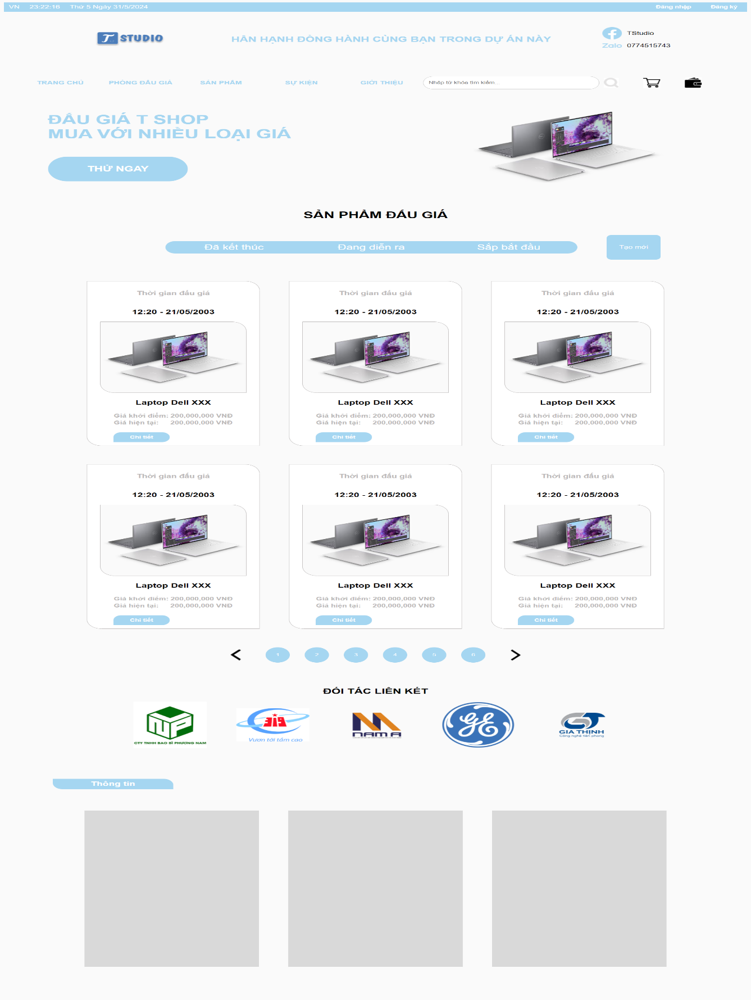 VN 23:22:16 Thứ 5 Ngày 31/5/2024 Đăng nhập Đăng ký
T STUDIO
HÂN HẠNH ĐỒNG HÀNH CÙNG BẠN TRONG DỰ ÁN NÀY
TStudio
Zalo 0774515743
TRANG CHỦ PHÒNG ĐẤU GIÁ SẢN PHẨM SỰ KIỆN GIỚI THIỆU Nhập từ khóa tìm kiếm...
ĐẤU GIÁ T SHOP
MUA VỚI NHIỀU LOẠI GIÁ
THỬ NGAY
SẢN PHẨM ĐẤU GIÁ
Đã kết thúc Đang diễn ra Sắp bắt đầu Tạo mới
Thời gian đấu giá Thời gian đấu giá Thời gian đấu giá
12:20 - 21/05/2003 12:20 - 21/05/2003 12:20 - 21/05/2003
Laptop Dell XXX Laptop Dell XXX Laptop Dell XXX
Giá khởi điểm: 200,000,000 VNĐ Giá khởi điểm: 200,000,000 VNĐ Giá khởi điểm: 200,000,000 VNĐ
Giá hiện tại: 200,000,000 VNĐ Giá hiện tại: 200,000,000 VNĐ Giá hiện tại: 200,000,000 VNĐ
Chi tiết Chi tiết Chi tiết
Thời gian đấu giá Thời gian đấu giá Thời gian đấu giá
12:20 - 21/05/2003 12:20 - 21/05/2003 12:20 - 21/05/2003
Laptop Dell XXX Laptop Dell XXX Laptop Dell XXX
Giá khởi điểm: 200,000,000 VNĐ Giá khởi điểm: 200,000,000 VNĐ Giá khởi điểm: 200,000,000 VNĐ
Giá hiện tại: 200,000,000 VNĐ Giá hiện tại: 200,000,000 VNĐ Giá hiện tại: 200,000,000 VNĐ
Chi tiết Chi tiết Chi tiết
1 2 3 4 5 6
ĐỐI TÁC LIÊN KẾT
NP 319 NAM A GE GIA THỊNH
CTY TNHH BAO BÌ PHƯƠNG NAM Vươn tới tầm cao Công nghệ tiên phong
Thông tin